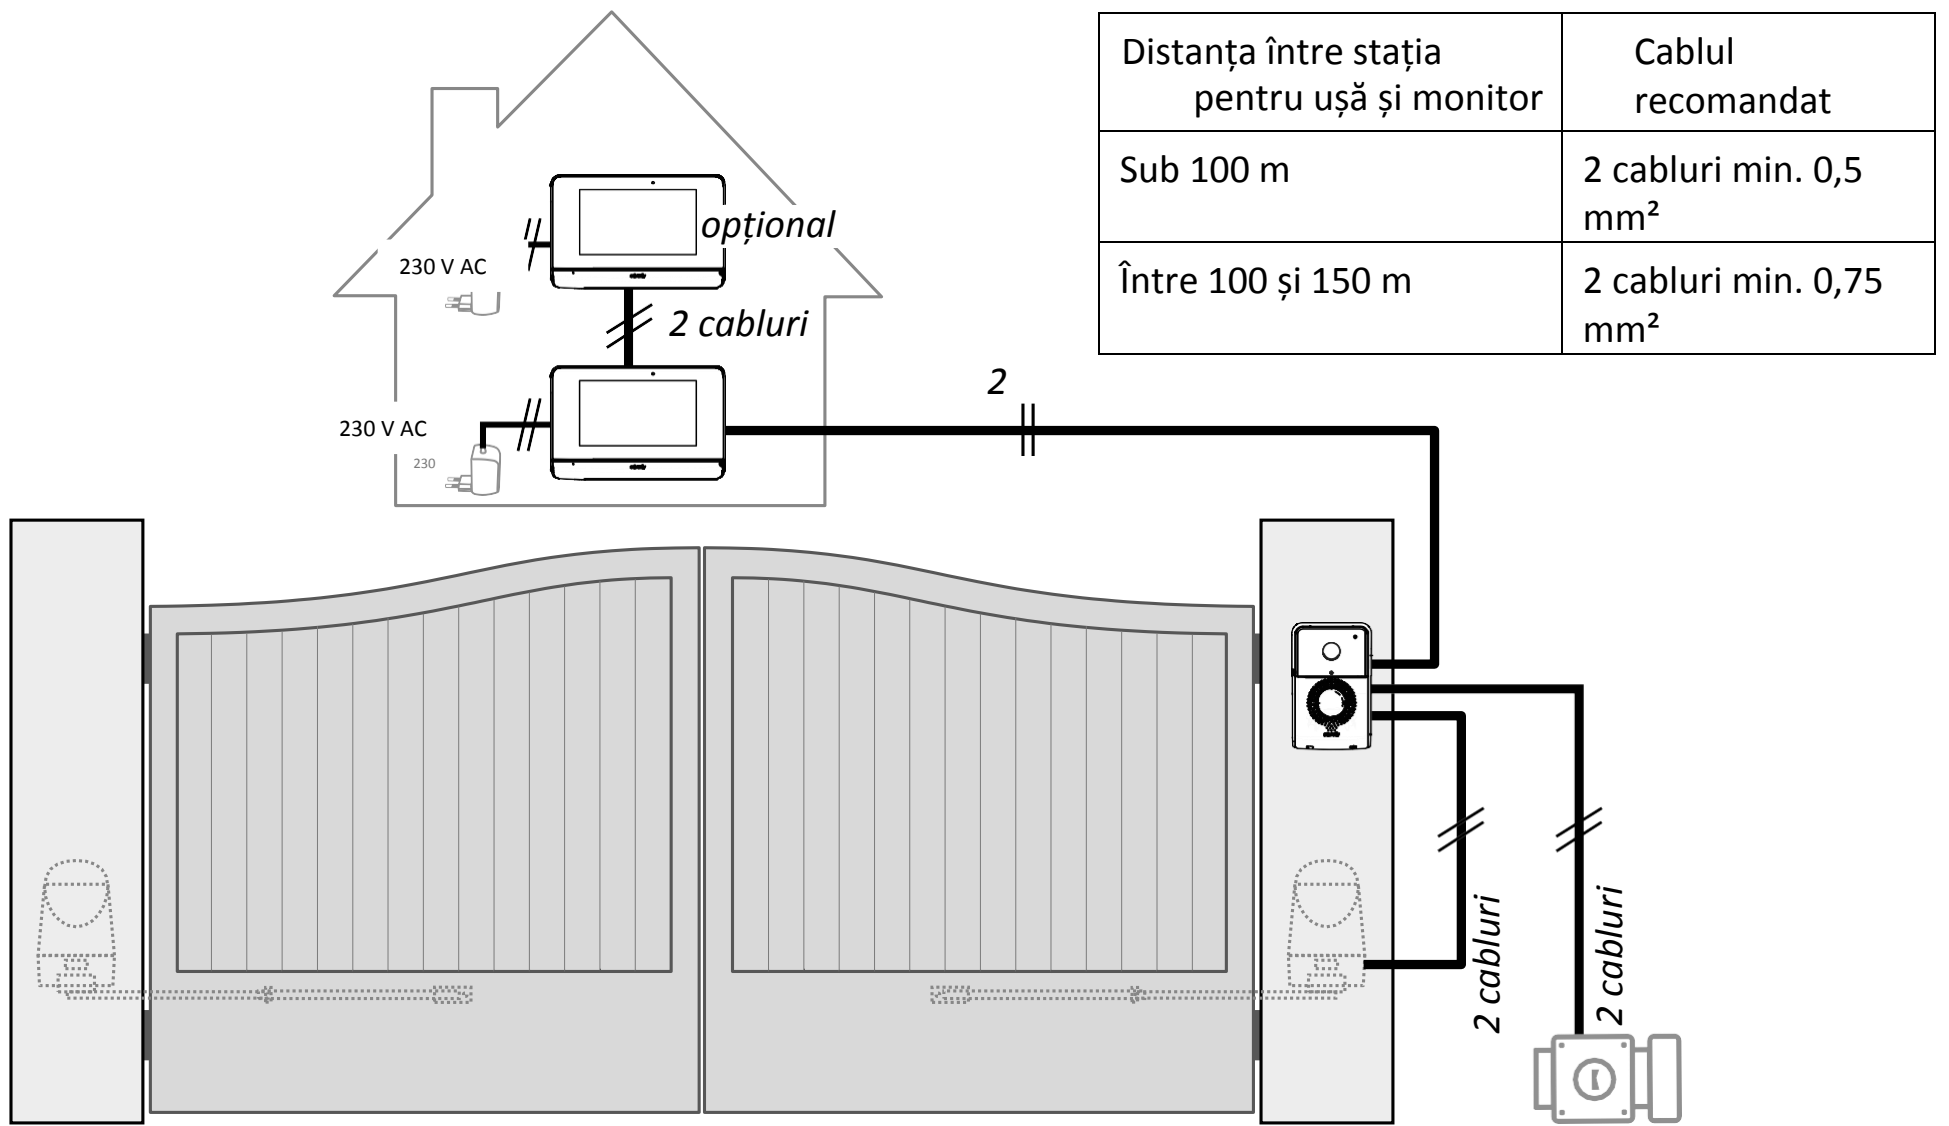 Distanța între stația
pentru ușă și monitor
Cablul
recomandat
Sub 100 m
2 cabluri min. 0,5
mm²
Între 100 și 150 m
2 cabluri min. 0,75
mm²
opțional
230 V AC
2 cabluri
2
230 V AC
230
2 cabluri
2 cabluri